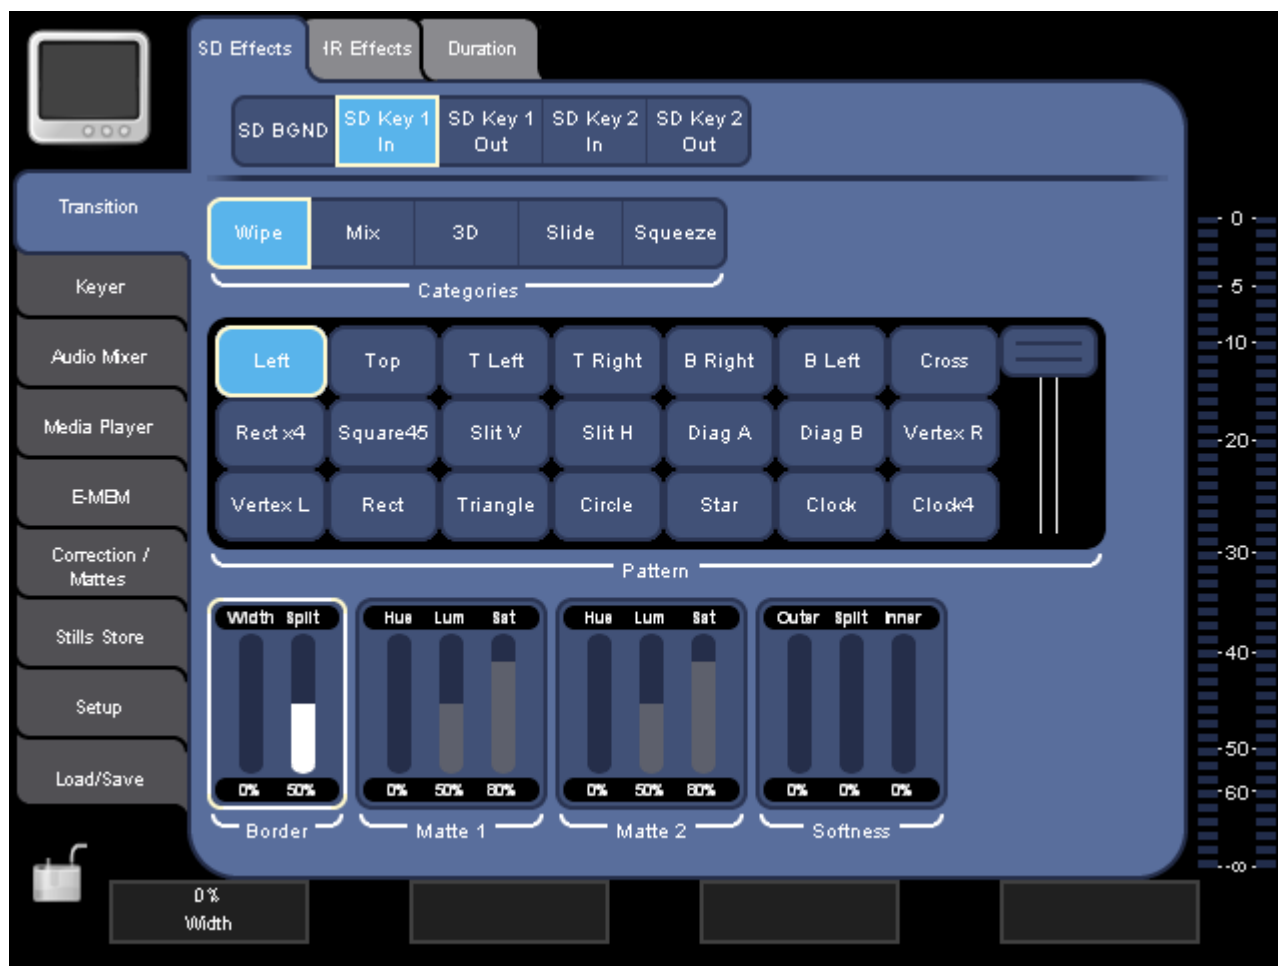 SD Effects
HR Effects
Duration
SD BGND
SD Key 1
In
SD Key 1
Out
SD Key 2
In
SD Key 2
Out
Transition
Keyer
Audio Mixer
Media Player
E-MEM
Correction /
Mattes
Stills Store
Setup
Load/Save
Wipe Mix 3D Slide Squeeze
Categories
Left Top T Left T Right B Right B Left Cross
Rect x4 Square45 Slit V Slit H Diag A Diag B Vertex R
Vertex L Rect Triangle Circle Star Clock Clock4
Pattern
Width Split
0% 50%
Border
Hue Lum Sat
0% 50% 80%
Matte 1
Hue Lum Sat
0% 50% 80%
Matte 2
Outer Split Inner
0% 0% 0%
Softness
- 0 -
- 5 -
-10-
-20-
-30-
-40-
-50-
-60-
-∞-
0%
Width